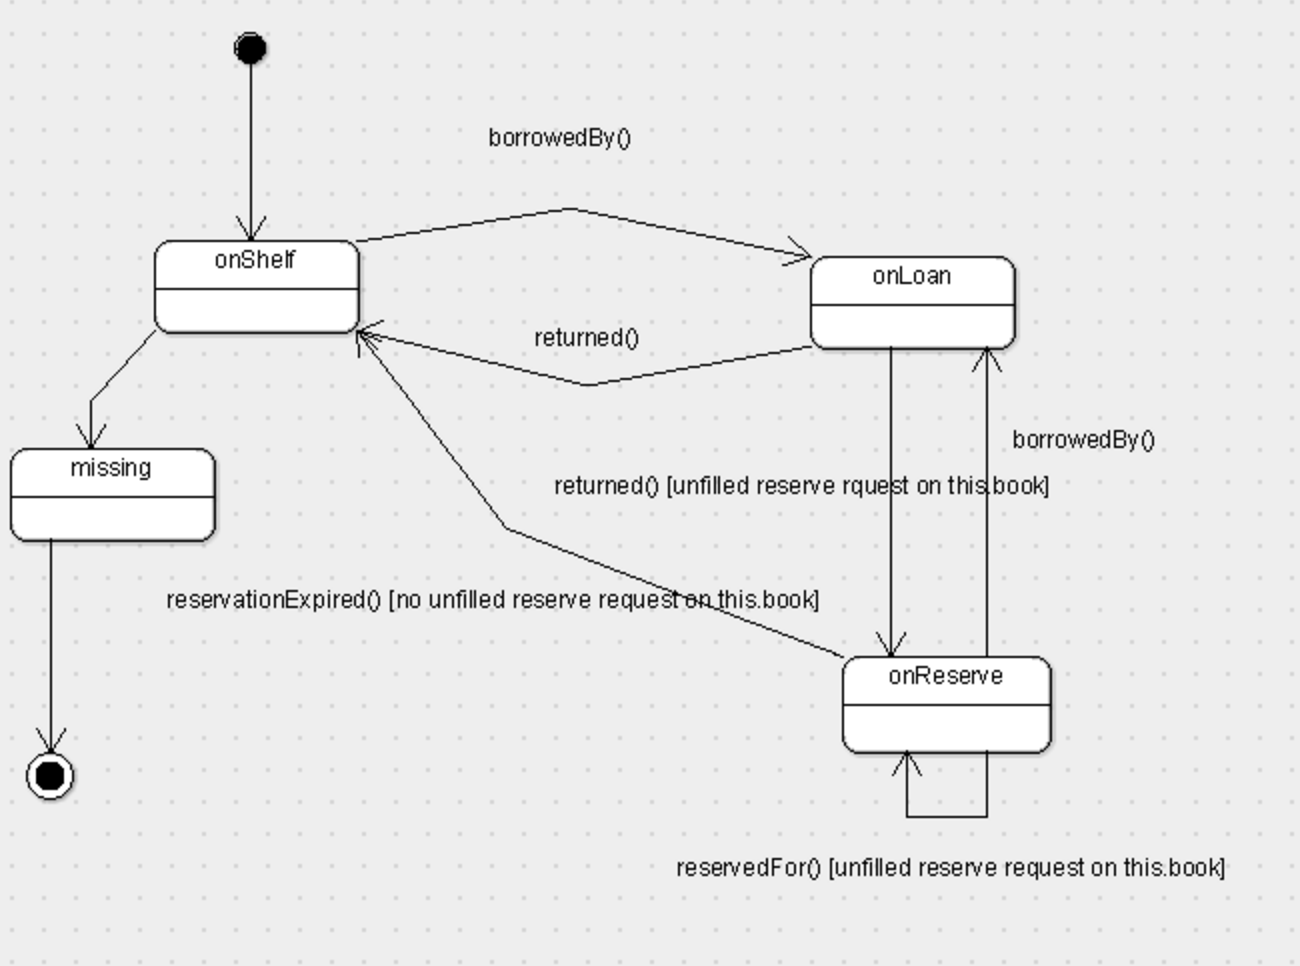 borrowedBy()
onShelf
onLoan
returned()
borrowedBy()
missing
returned() [unfilled reserve rquest on this.book]
reservationExpired() [no unfilled reserve request on this.book]
onReserve
reservedFor() [unfilled reserve request on this.book]